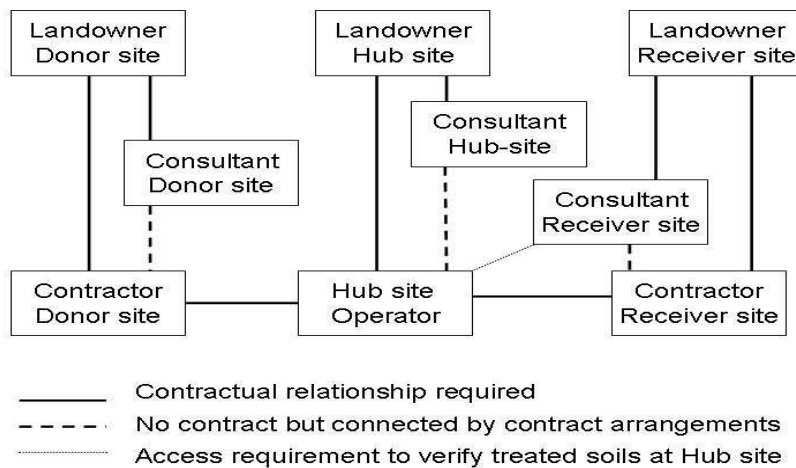 Landowner
Donor site
Landowner
Hub site
Landowner
Receiver site
Consultant
Hub-site
Consultant
Donor site
Consultant
Receiver site
Contractor
Donor site
Hub site
Operator
Contractor
Receiver site
Contractual relationship required
No contract but connected by contract arrangements
Access requirement to verify treated soils at Hub site